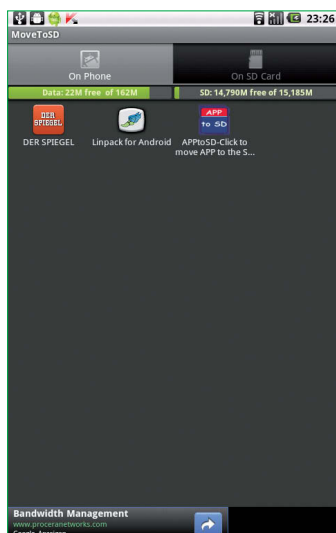 23:26
MoveToSD
On Phone
On SD Card
Data: 22M free of 162M
SD: 14,790M free of 15,185M
DER
SPIEGEL
APP
to SD
DER SPIEGEL
Linpack for Android
APPtoSD-Click to
move APP to the S...
Bandwidth Management
www.proceranetworks.com